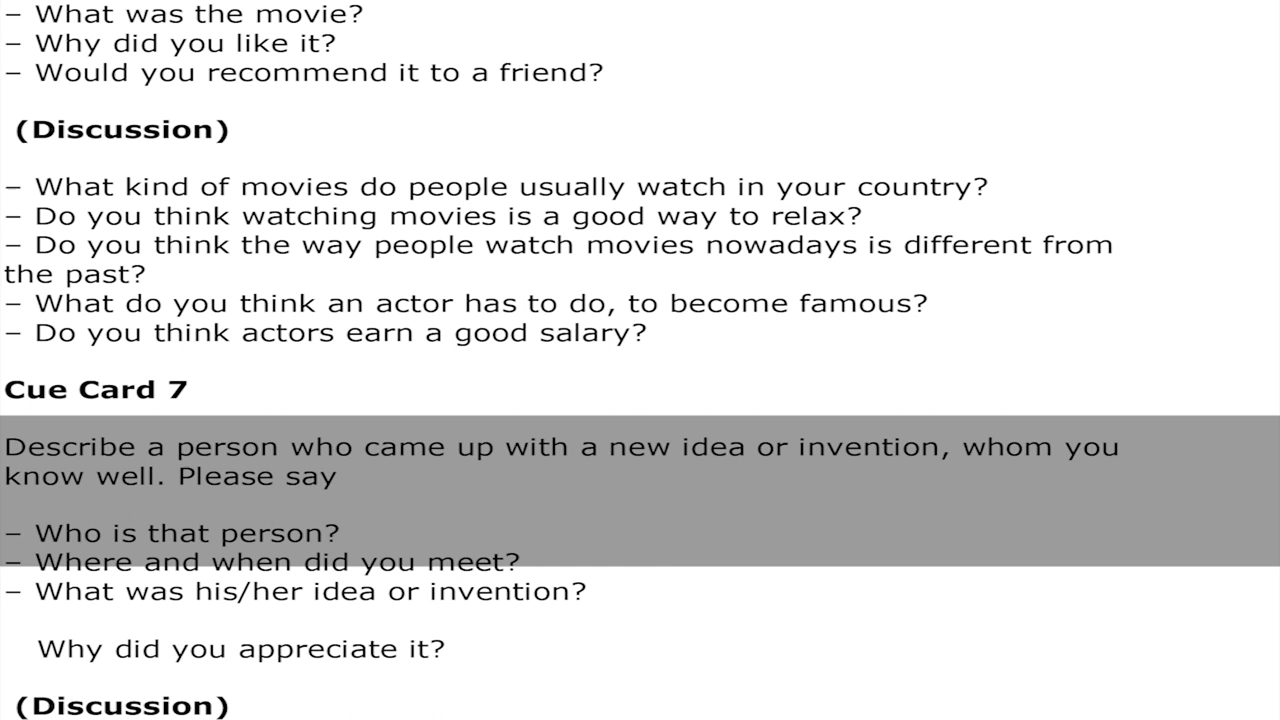 – What was the movie?
– Why did you like it?
– Would you recommend it to a friend?
(Discussion)
– What kind of movies do people usually watch in your country?
– Do you think watching movies is a good way to relax?
– Do you think the way people watch movies nowadays is different from
the past?
– What do you think an actor has to do, to become famous?
– Do you think actors earn a good salary?
Cue Card 7
Describe a person who came up with a new idea or invention, whom you
know well. Please say
– Who is that person?
– Where and when did you meet?
– What was his/her idea or invention?
Why did you appreciate it?
(Discussion)